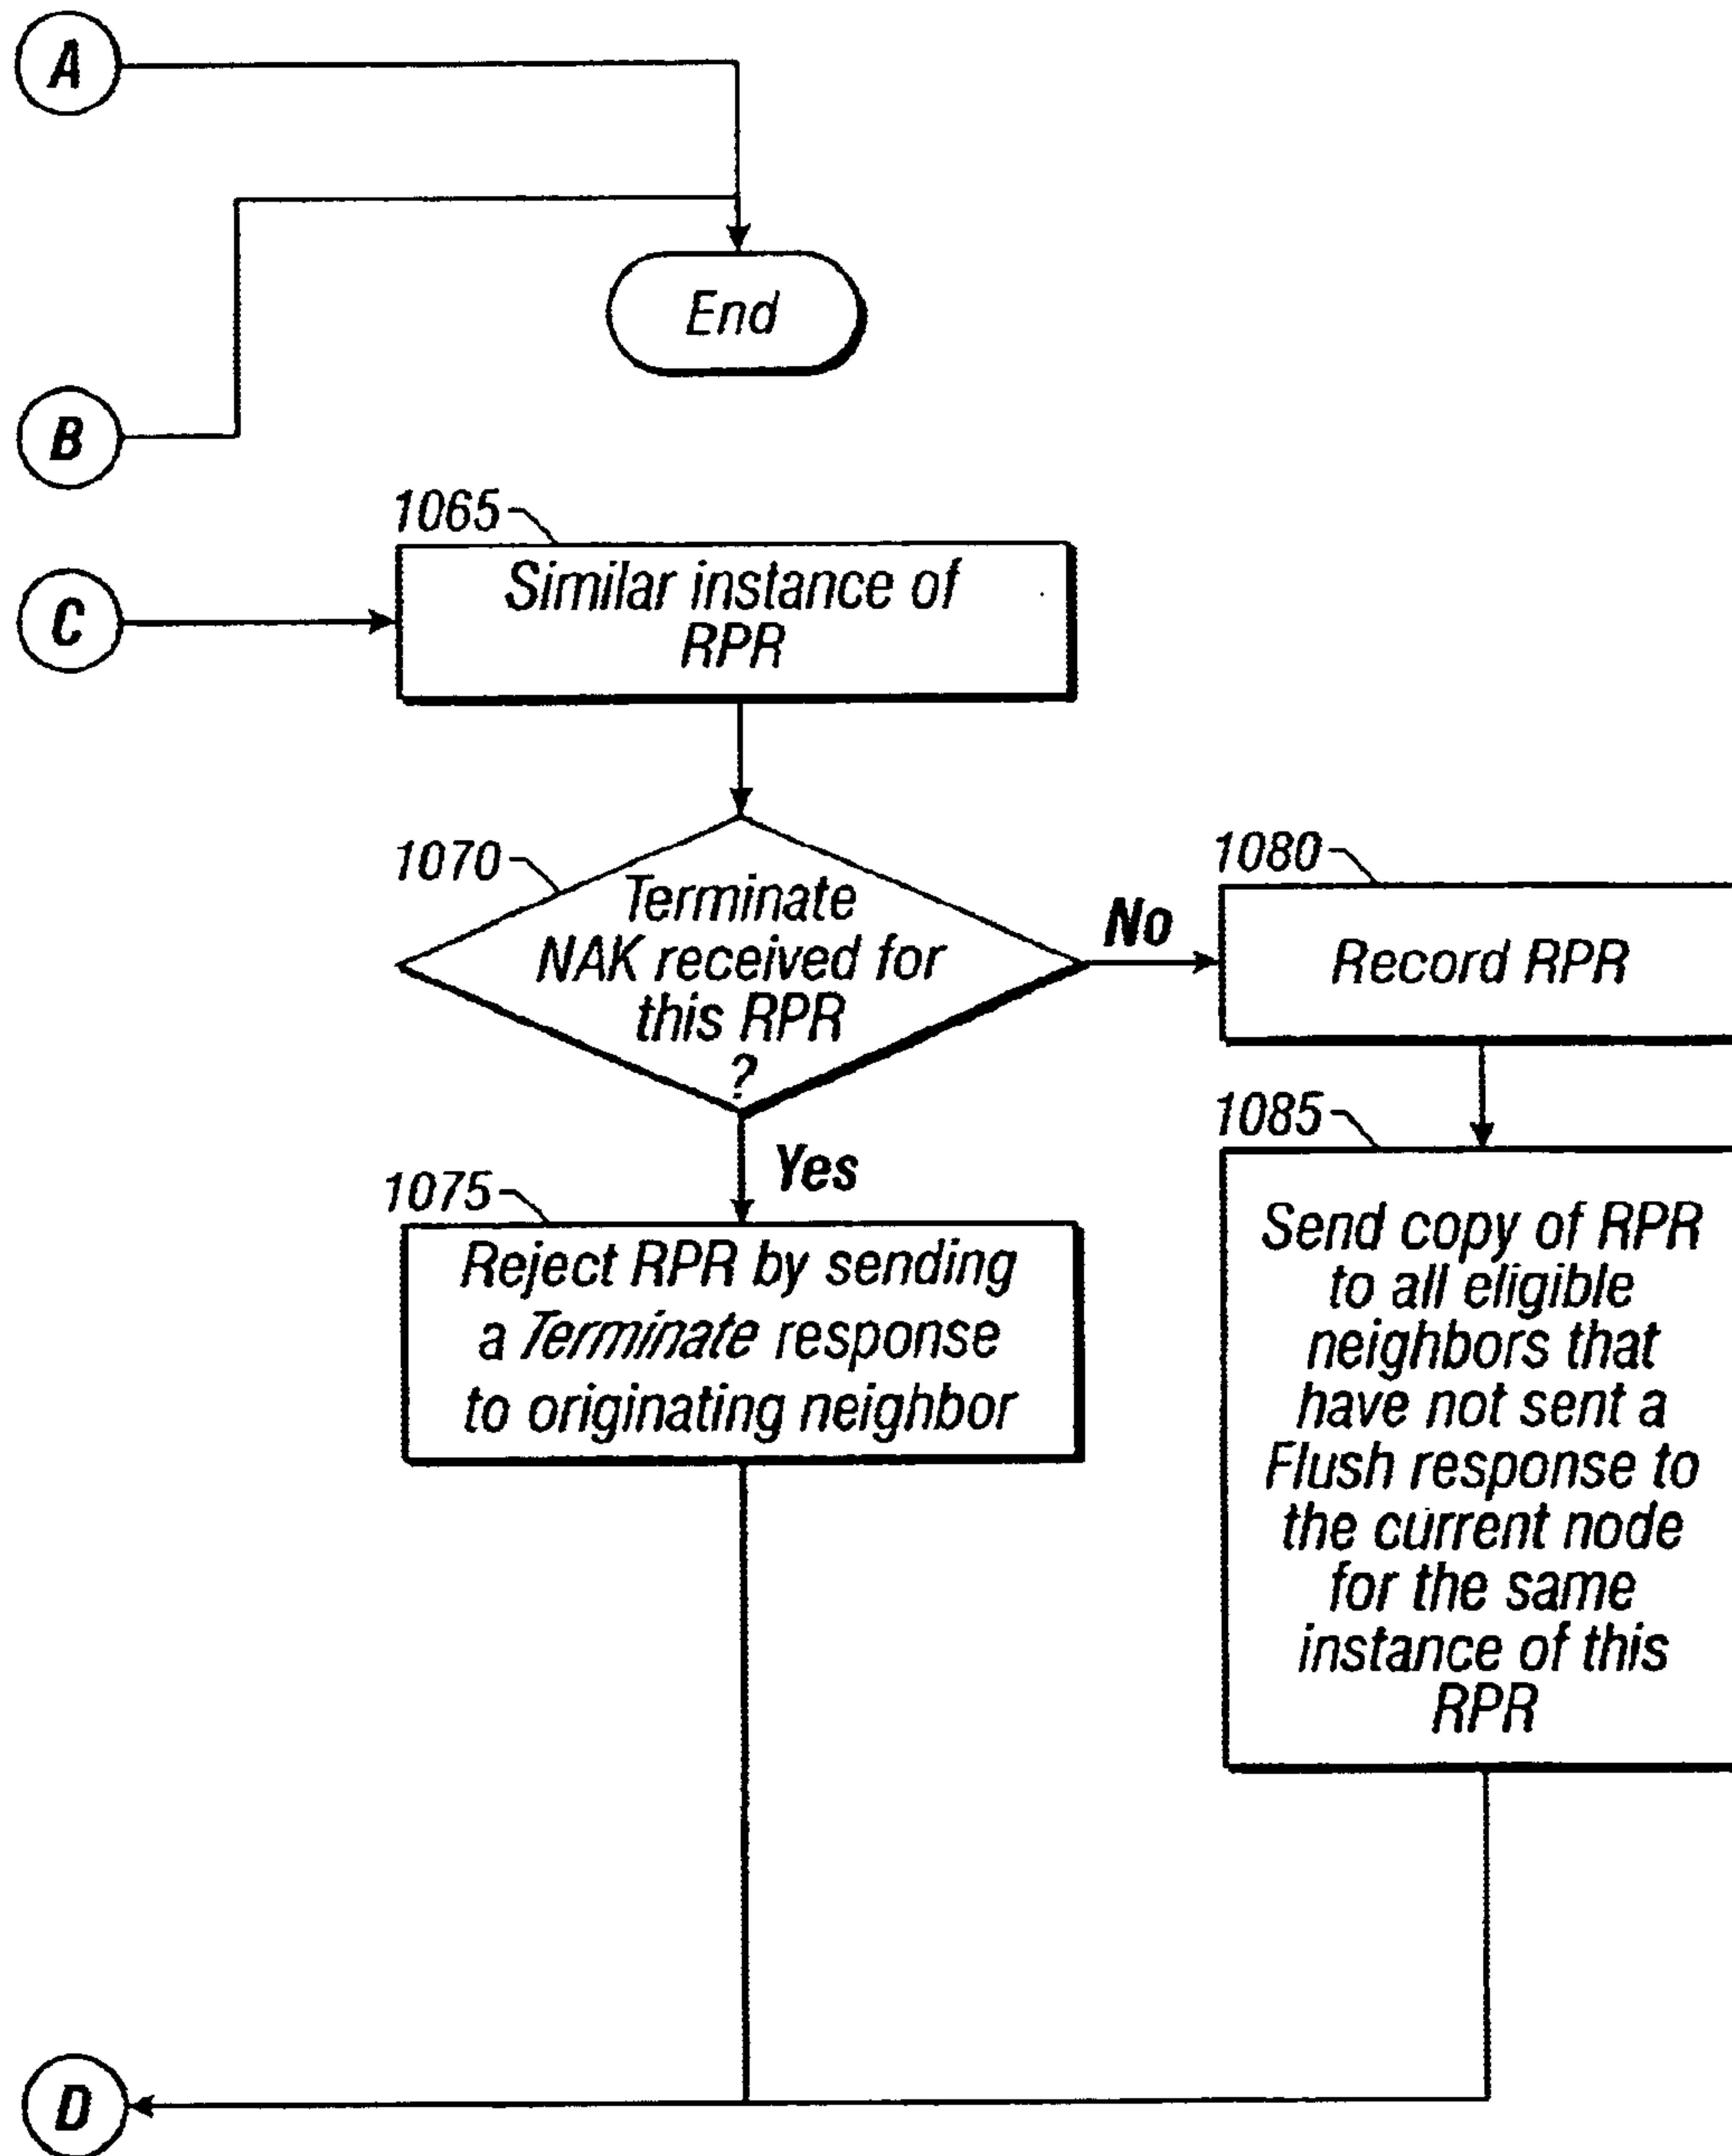 A
End
B
1065
Similar instance of
RPR
C
1070
Terminate
NAK received for
this RPR
?
No
1080
Record RPR
Yes
1075
Reject RPR by sending
a Terminate response
to originating neighbor
1085
Send copy of RPR
to all eligible
neighbors that
have not sent a
Flush response to
the current node
for the same
instance of this
RPR
D